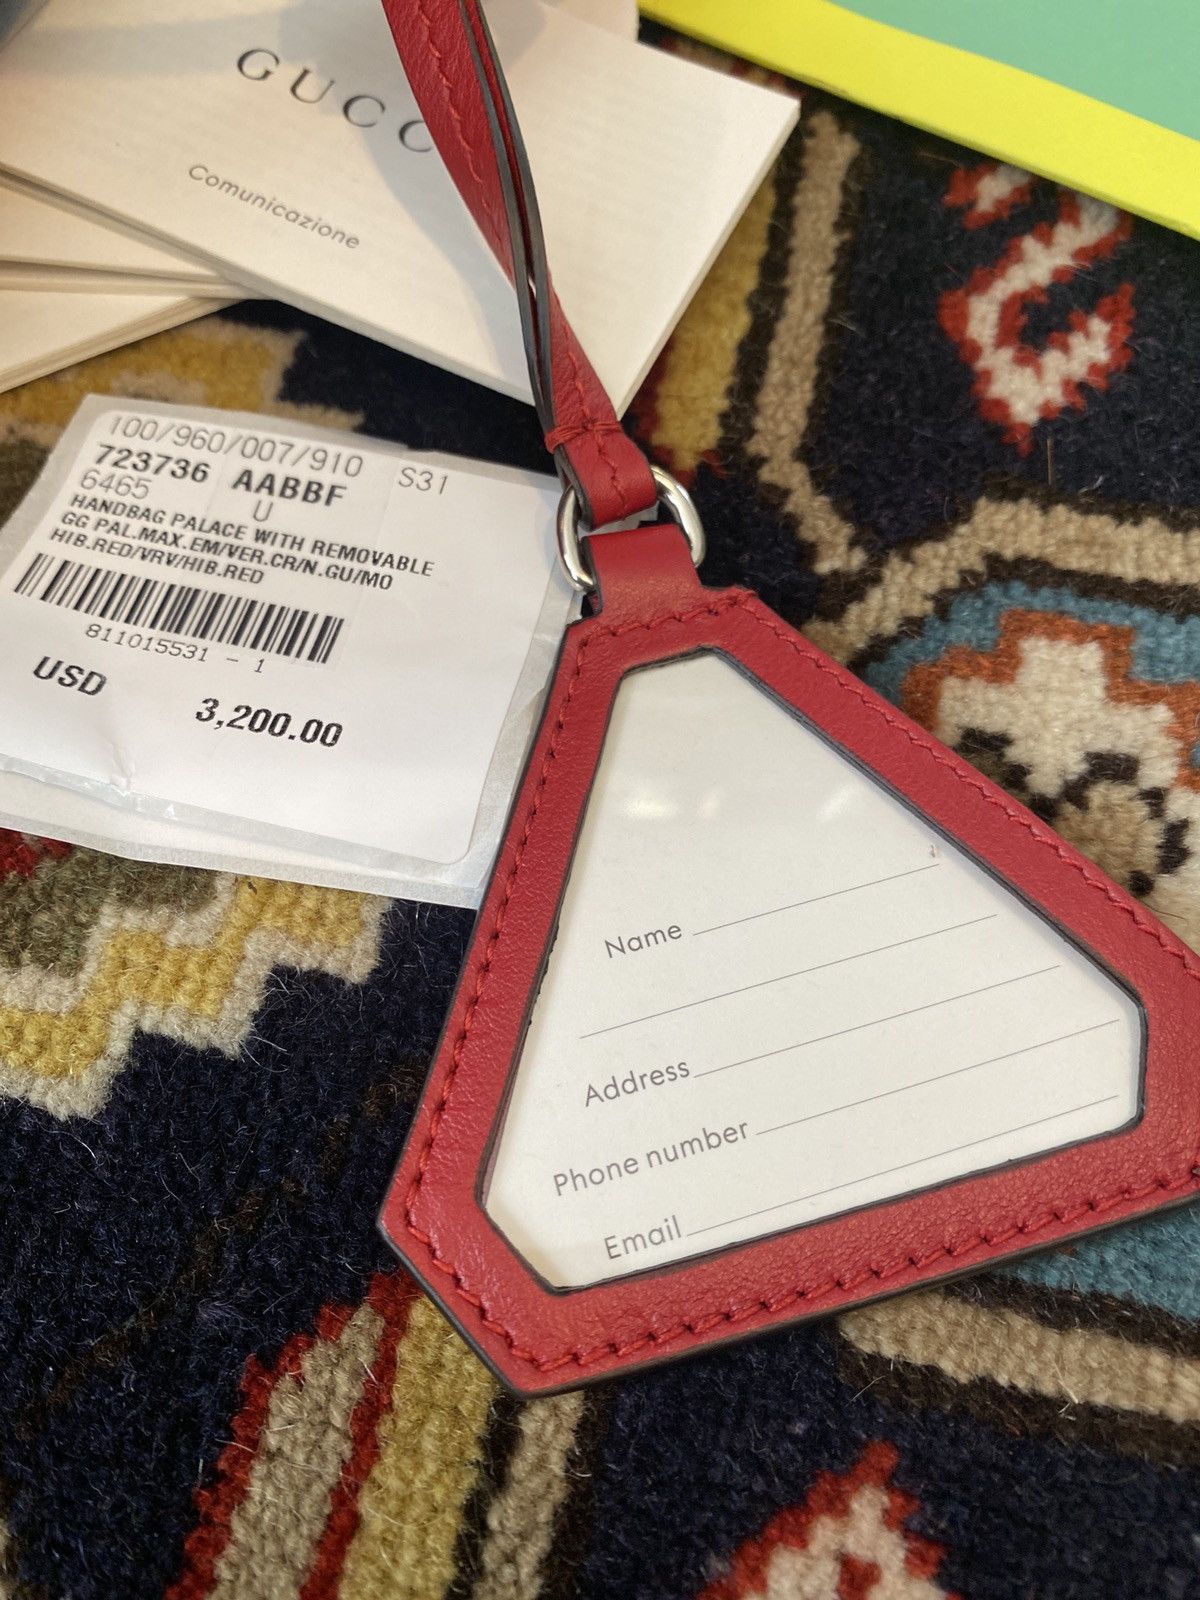 GUCC
Comunicazione
100/960/007/910 S31
723736 AABBF
6465 U
HANDBAG PALACE WITH REMOVABLE
GG PAL.MAX.EM/VER.CR/N.GU/MO
HIB.RED/VRV/HIB.RED
811015531 - 1
USD 3,200.00
Name
Address
Phone number
Email